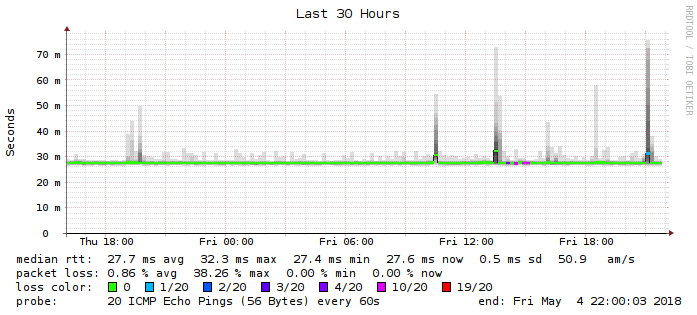 Last 30 Hours
RRDTOOL / TOBI OETIKER
Seconds
70 m
60 m
50 m
40 m
30 m
20 m
10 m
0
Thu 18:00 Fri 00:00 Fri 06:00 Fri 12:00 Fri 18:00
median rtt: 27.7 ms avg 32.3 ms max 27.4 ms min 27.6 ms now 0.5 ms sd 50.9 am/s
packet loss: 0.86 % avg 38.26 % max 0.00 % min 0.00 % now
loss color: 0 1/20 2/20 3/20 4/20 10/20 19/20
probe: 20 ICMP Echo Pings (56 Bytes) every 60s end: Fri May 4 22:00:03 2018